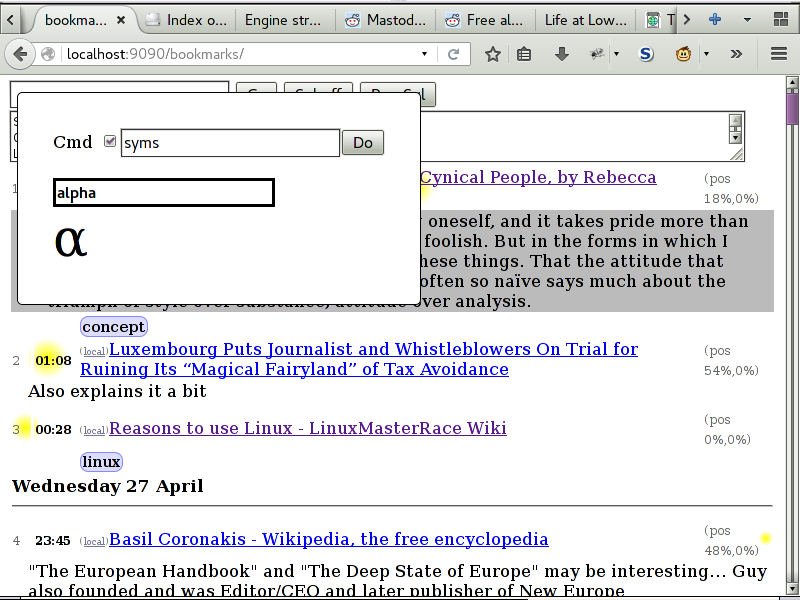 bookma...
Index o...
Engine str...
Mastod...
Free al...
Life at Low...
localhost:9090/bookmarks/
Cmd syms Do
alpha
α
Cynical People, by Rebecca (pos
18%,0%)
oneself, and it takes pride more than
foolish. But in the forms in which I
these things. That the attitude that
often so naïve says much about the
over analysis.
concept
2 01:08 (local)Luxembourg Puts Journalist and Whistleblowers On Trial for (pos
Ruining Its “Magical Fairyland” of Tax Avoidance 54%,0%)
Also explains it a bit
3 00:28 (local)Reasons to use Linux - LinuxMasterRace Wiki (pos
0%,0%)
linux
Wednesday 27 April
4 23:45 (local)Basil Coronakis - Wikipedia, the free encyclopedia (pos
48%,0%)
"The European Handbook" and "The Deep State of Europe" may be interesting... Guy
also founded and was Editor/CEO and later publisher of New Europe